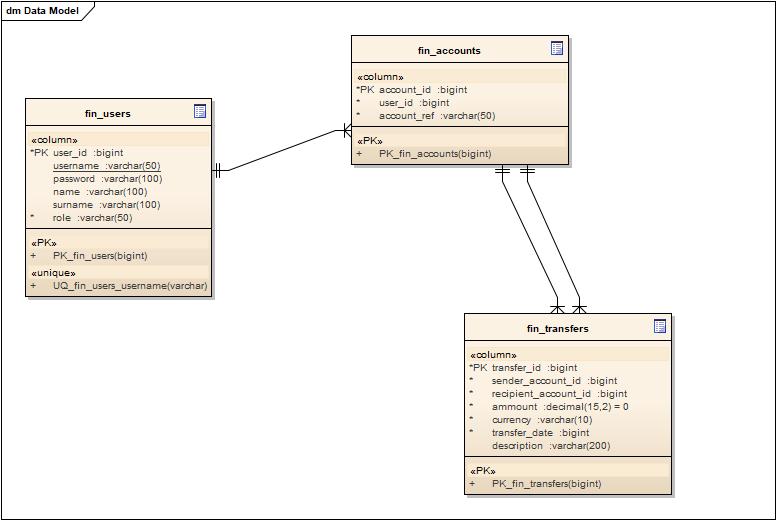 dm Data Model
fin_accounts
«column»
*PK account_id :bigint
* user_id :bigint
* account_ref :varchar(50)
«PK»
+ PK_fin_accounts(bigint)
fin_users
«column»
*PK user_id :bigint
username :varchar(50)
password :varchar(100)
name :varchar(100)
surname :varchar(100)
* role :varchar(50)
«PK»
+ PK_fin_users(bigint)
«unique»
+ UQ_fin_users_username(varchar)
fin_transfers
«column»
*PK transfer_id :bigint
* sender_account_id :bigint
* recipient_account_id :bigint
* ammount :decimal(15,2) = 0
* currency :varchar(10)
* transfer_date :bigint
description :varchar(200)
«PK»
+ PK_fin_transfers(bigint)